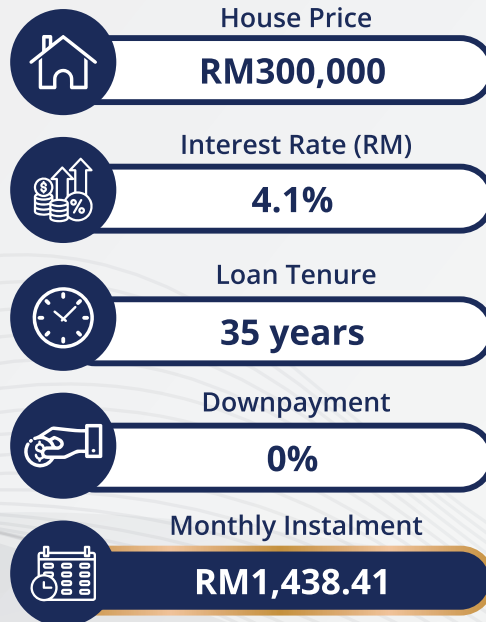 House Price
RM300,000
$
%
Interest Rate (RM)
4.1%
Loan Tenure
35 years
$
Downpayment
0%
Monthly Instalment
RM1,438.41